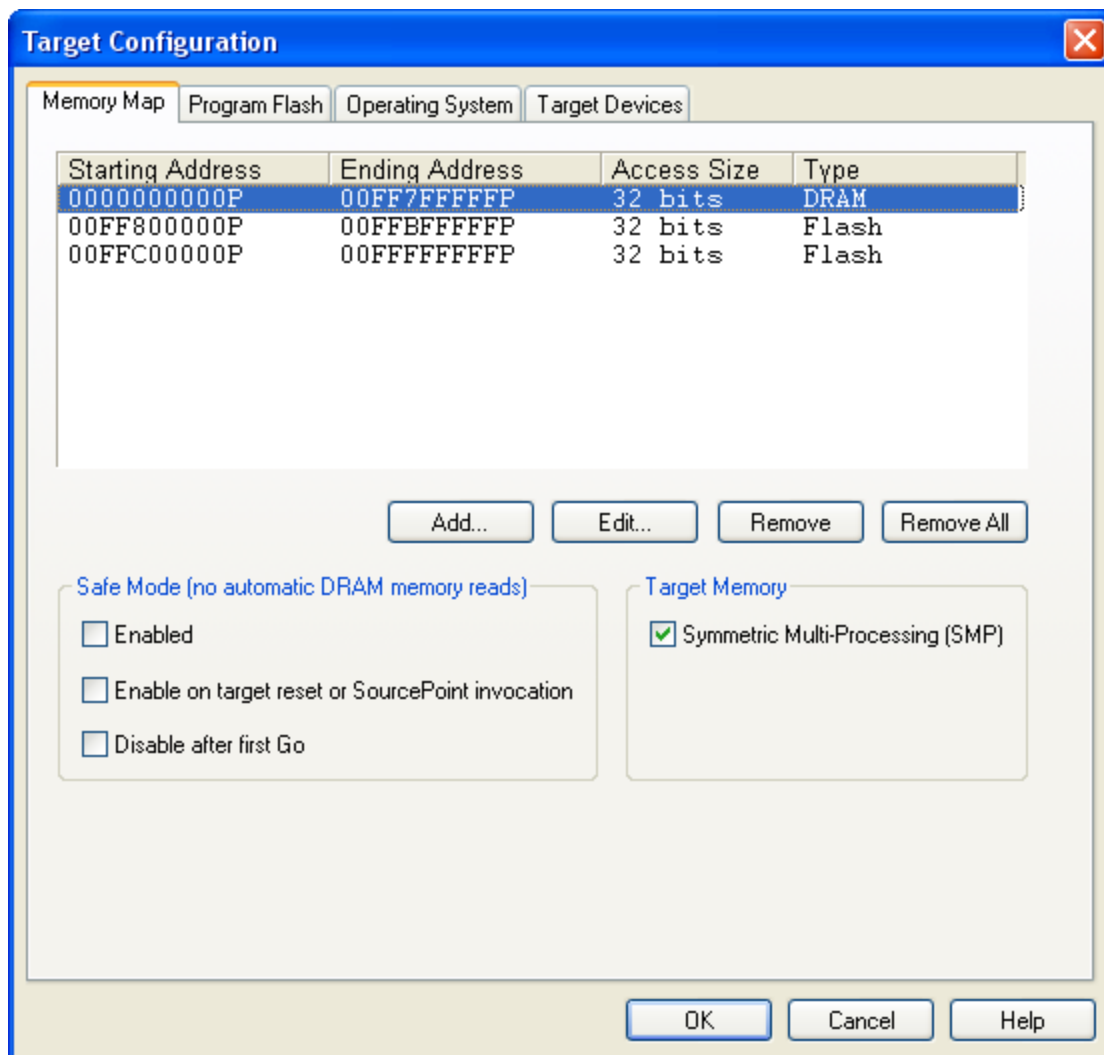 Target Configuration
Memory Map Program Flash Operating System Target Devices
Starting Address Ending Address Access Size Type
0000000000P 00FF7FFFFFP 32 bits DRAM
00FF800000P 00FFBFFFFFP 32 bits Flash
00FFC00000P 00FFFFFFFFP 32 bits Flash
Add... Edit... Remove Remove All
Safe Mode (no automatic DRAM memory reads) Target Memory
Enabled Symmetric Multi-Processing (SMP)
Enable on target reset or SourcePoint invocation
Disable after first Go
OK Cancel Help